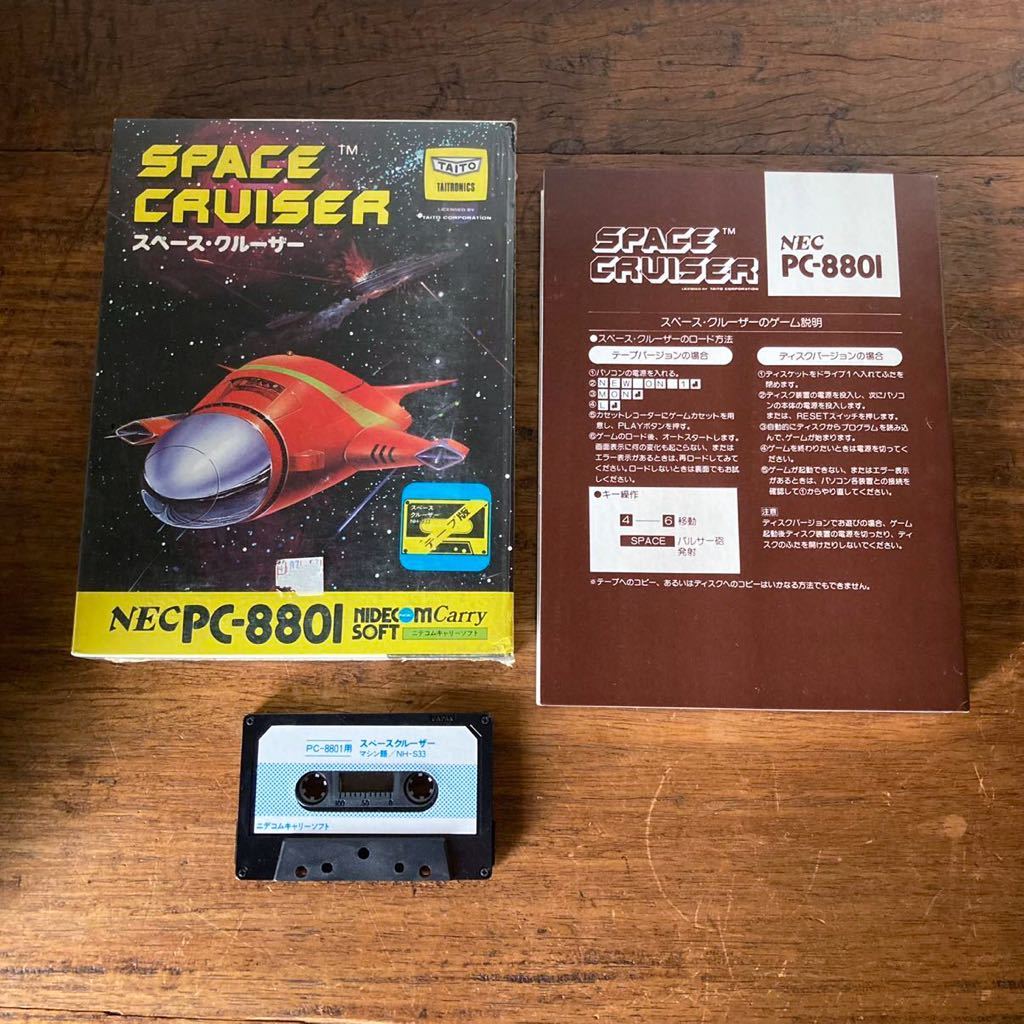 SPACE ™
CRUISER
スペース・クルーザー
TAITO
TAITRONICS
LICENSED BY
TAITO CORPORATION
スペース
クルーザー
NH-S33
テープ版
NEC PC-8801
NIDECOM Carry
SOFT
ニデコムキャリーソフト
SPACE ™
CRUISER
LICENSED BY TAITO CORPORATION
NEC
PC-8801
スペース・クルーザーのゲーム説明
●スペース・クルーザーのロード方法
テープバージョンの場合
①パソコンの電源を入れる。
②NEW ON 1↲
③MON↲
④L↲
⑤カセットレコーダーにゲームカセットを用
意し、PLAYボタンを押す。
⑥ゲームのロード後、オートスタートします。
画面表示に何の変化も起こらない、または
エラー表示があるときは、再ロードしてみて
ください。ロードしないときは裏面でもお試
しください。
ディスクバージョンの場合
①ディスケットをドライブ1へ入れてふたを
閉めます。
②ディスク装置の電源を投入し、次にパソコ
ンの本体の電源を投入します。
または、RESETスイッチを押します。
③自動的にディスクからプログラムを読み込
んで、ゲームが始まります。
④ゲームを終わりたいときは電源を切ってく
ださい。
⑤ゲームが起動できない、またはエラー表示
があるときは、パソコン各装置との接続を
確認して①からやり直してください。
注意
ディスクバージョンでお遊びの場合、ゲーム
起動後ディスク装置の電源を切ったり、ディ
スクのふたを開けたりしないでください。
●キー操作
4 — 6 移動
SPACE パルサー砲
発射
※テープへのコピー、あるいはディスクへのコピーはいかなる方法でもできません。
PC-8801用 スペースクルーザー
マシン語／NH-S33
100 50 0
ニデコムキャリーソフト